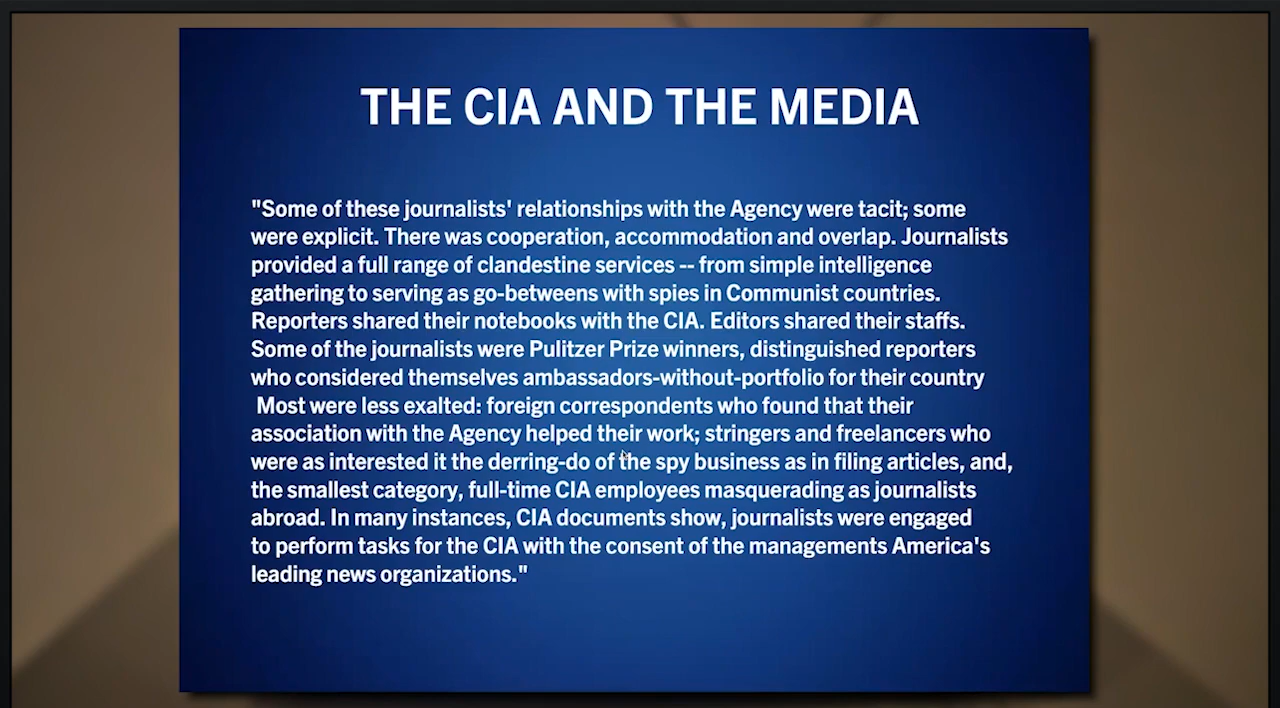 THE CIA AND THE MEDIA
"Some of these journalists' relationships with the Agency were tacit; some
were explicit. There was cooperation, accommodation and overlap. Journalists
provided a full range of clandestine services -- from simple intelligence
gathering to serving as go-betweens with spies in Communist countries.
Reporters shared their notebooks with the CIA. Editors shared their staffs.
Some of the journalists were Pulitzer Prize winners, distinguished reporters
who considered themselves ambassadors-without-portfolio for their country
Most were less exalted: foreign correspondents who found that their
association with the Agency helped their work; stringers and freelancers who
were as interested it the derring-do of the spy business as in filing articles, and,
the smallest category, full-time CIA employees masquerading as journalists
abroad. In many instances, CIA documents show, journalists were engaged
to perform tasks for the CIA with the consent of the managements America's
leading news organizations."